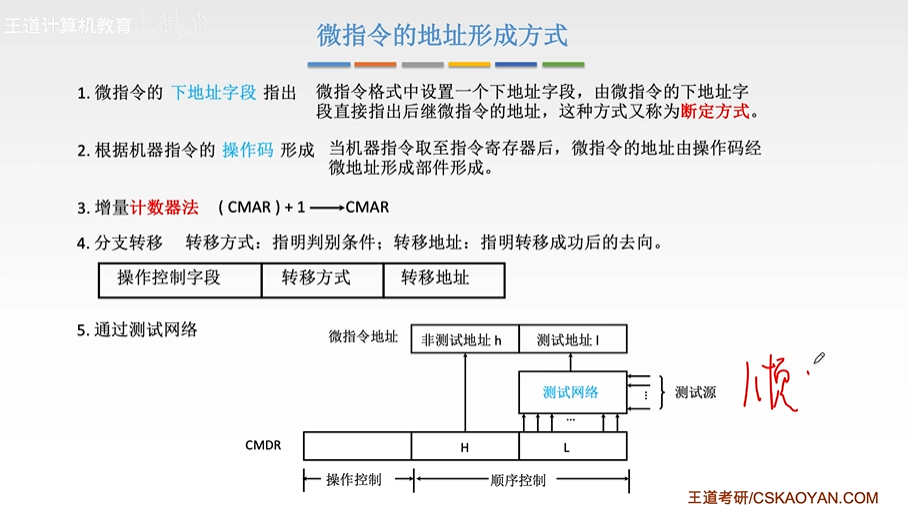 王道计算机教育
微指令的地址形成方式
1. 微指令的 下地址字段 指出
微指令格式中设置一个下地址字段，由微指令的下地址字
段直接指出后继微指令的地址，这种方式又称为断定方式。
2. 根据机器指令的 操作码 形成
当机器指令取至指令寄存器后，微指令的地址由操作码经
微地址形成部件形成。
3. 增量计数器法 ( CMAR ) + 1 → CMAR
4. 分支转移 转移方式：指明判别条件；转移地址：指明转移成功后的去向。
操作控制字段 转移方式 转移地址
5. 通过测试网络
微指令地址 非测试地址 h 测试地址 l
测试网络 ⋮ 测试源
顺
…
CMDR H L
操作控制 顺序控制
王道考研/CSKAOYAN.COM